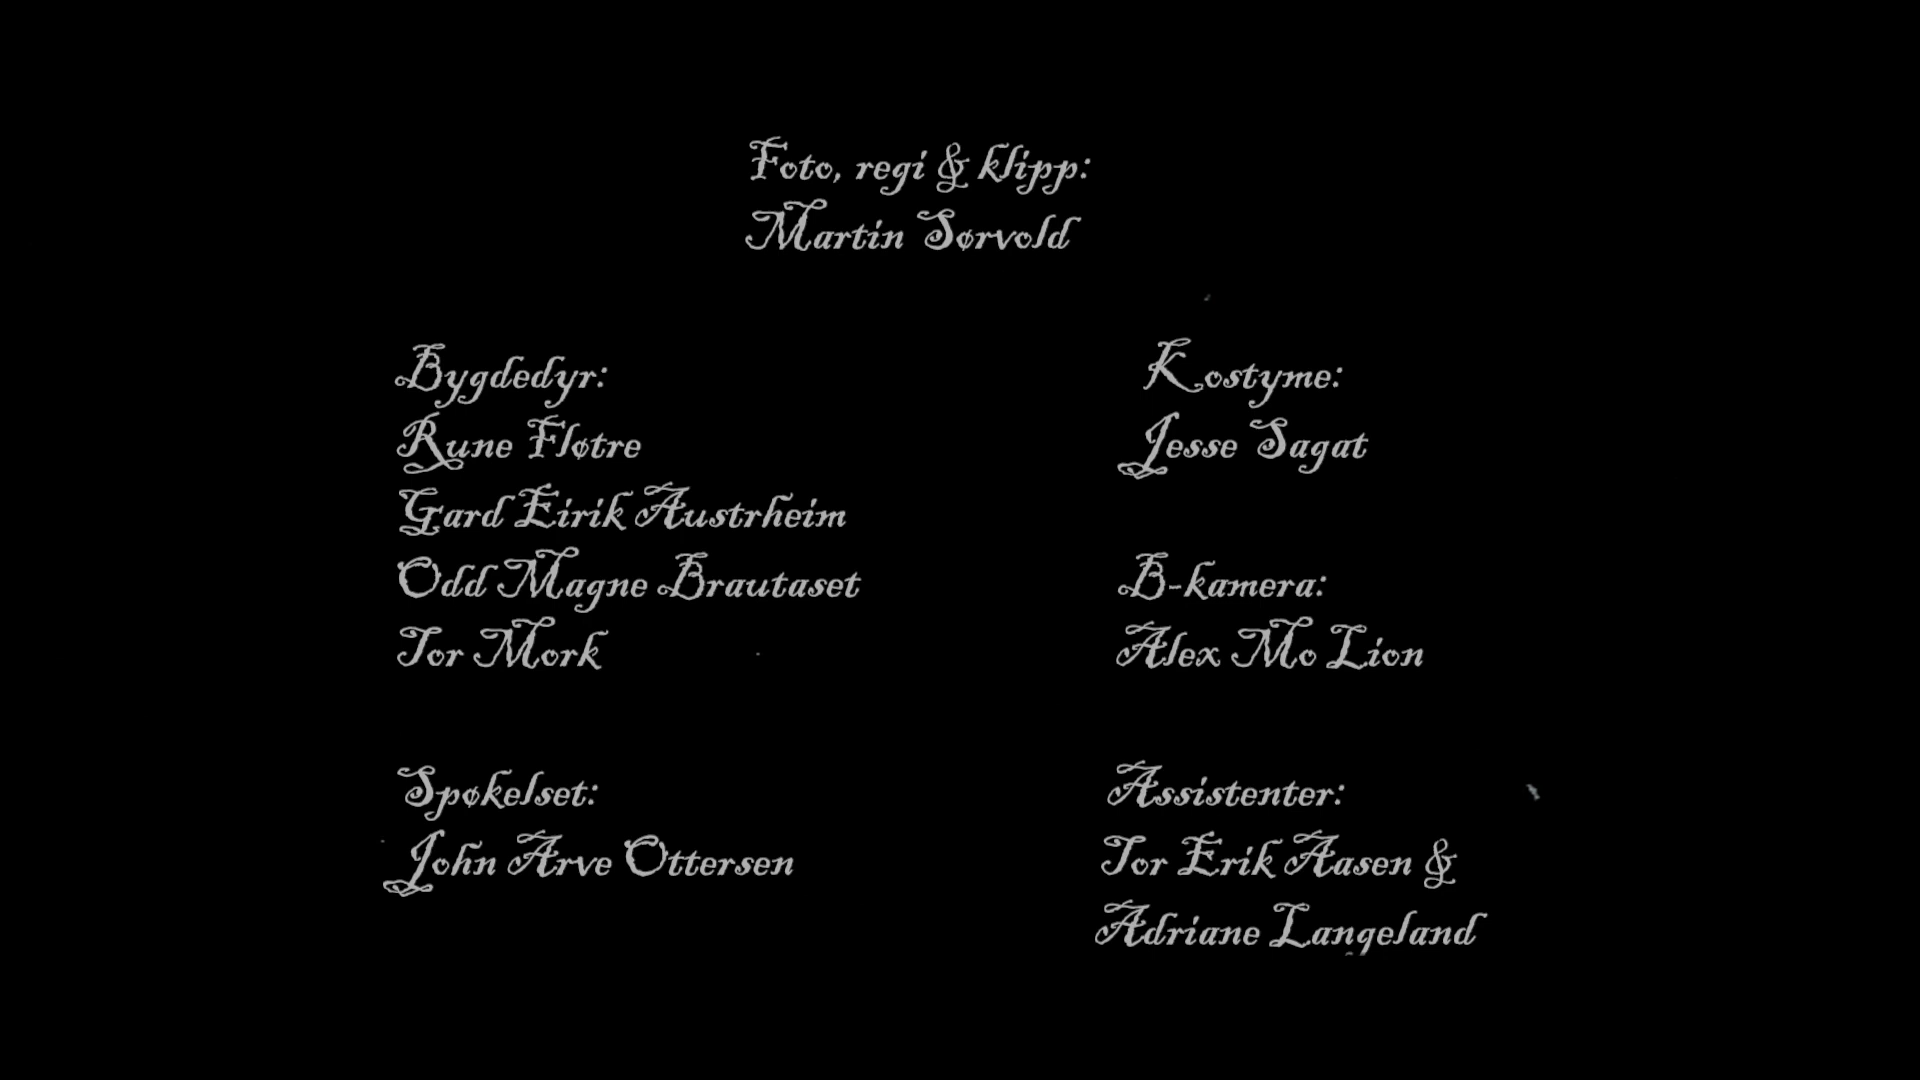 Foto, regi & klipp:
Martin Sørvold
Bygdedyr:
Rune Fløtre
Gard Eirik Austrheim
Odd Magne Brautaset
Tor Mork
Spøkelset:
John Arve Ottersen
Kostyme:
Jesse Sagat
B-kamera:
Alex Mo Lion
Assistenter:
Tor Erik Aasen &
Adriane Langeland